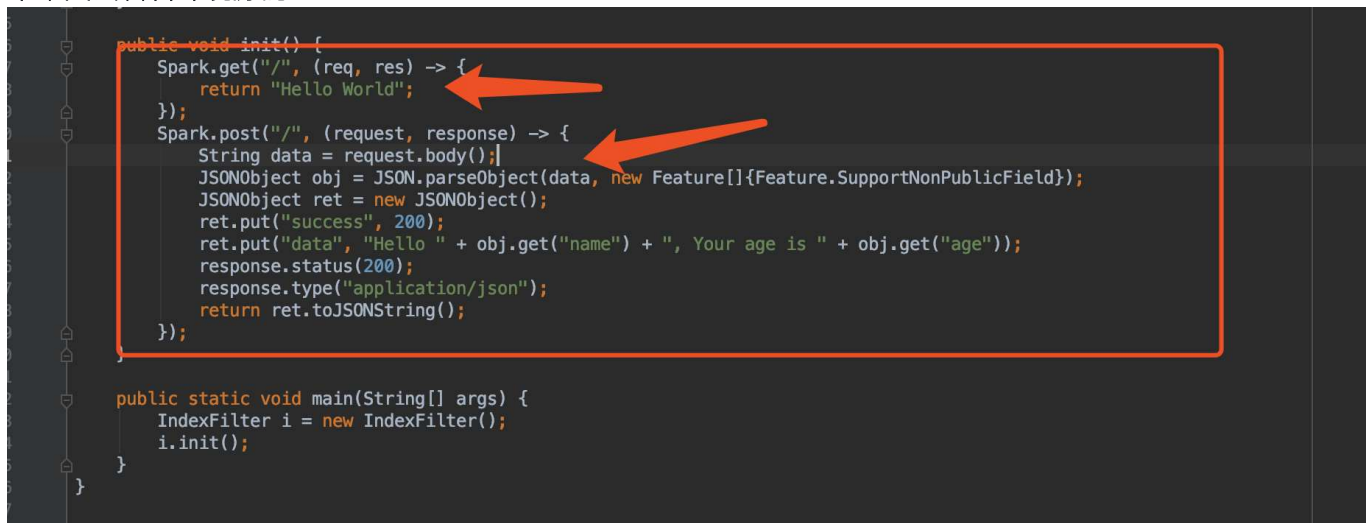 public void init() {
Spark.get("/", (req, res) -> {
return "Hello World";
});
Spark.post("/", (request, response) -> {
String data = request.body();
JSONObject obj = JSON.parseObject(data, new Feature[]{Feature.SupportNonPublicField});
JSONObject ret = new JSONObject();
ret.put("success", 200);
ret.put("data", "Hello " + obj.get("name") + ", Your age is " + obj.get("age"));
response.status(200);
response.type("application/json");
return ret.toJSONString();
});
}
public static void main(String[] args) {
IndexFilter i = new IndexFilter();
i.init();
}
}